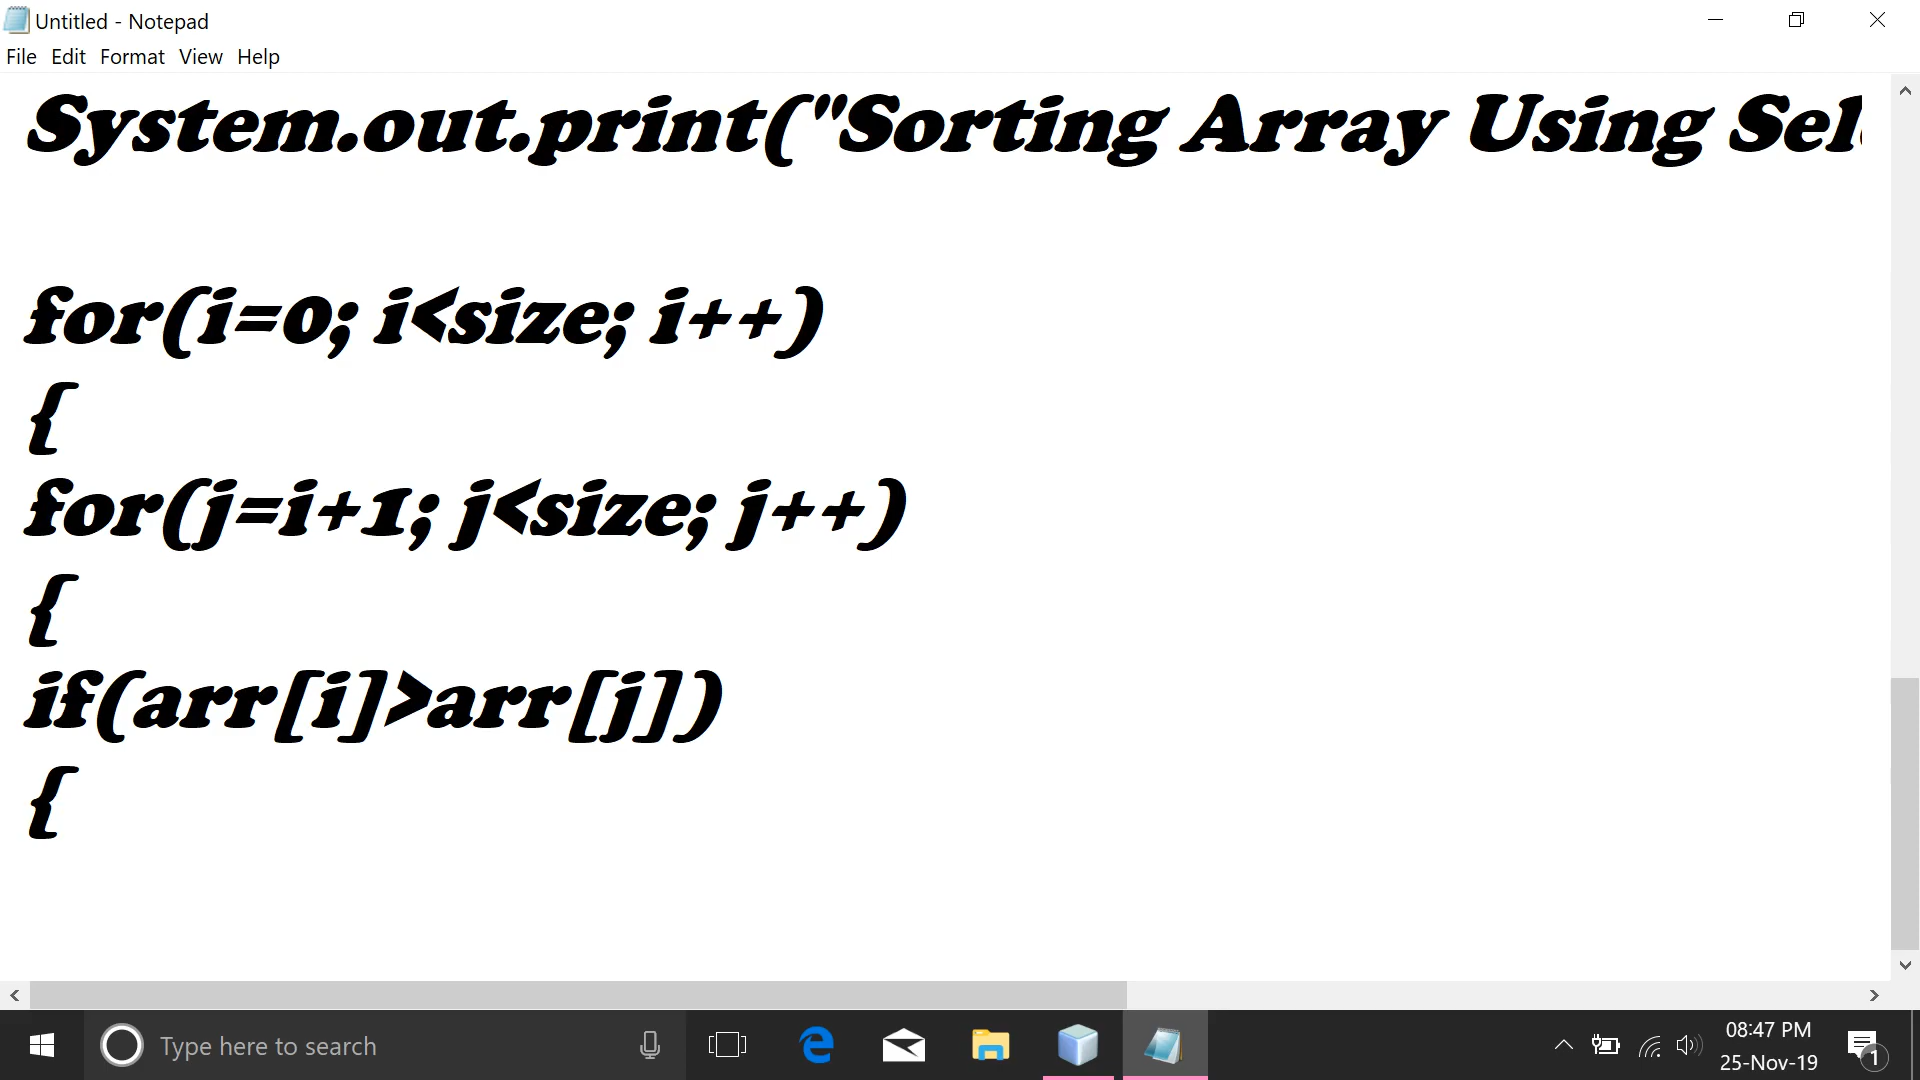 Untitled - Notepad
File Edit Format View Help
System.out.print("Sorting Array Using Sel
for(i=0; i<size; i++)
{
for(j=i+1; j<size; j++)
{
if(arr[i]>arr[j])
{
Type here to search
08:47 PM
25-Nov-19
1